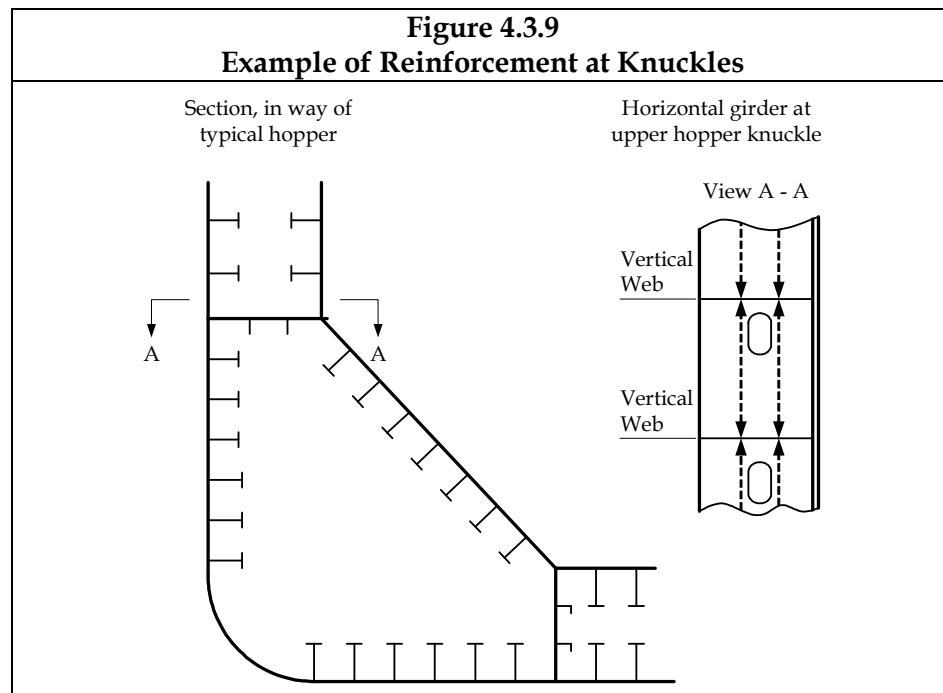 Figure 4.3.9
Example of Reinforcement at Knuckles
Section, in way of
typical hopper
Horizontal girder at
upper hopper knuckle
View A - A
Vertical
Web
A
A
Vertical
Web